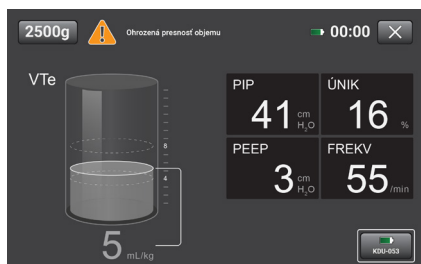 2500g
Ohrozená presnosť objemu
00:00
VTe
8
4
5 mL/kg
PIP
41 cm H₂O
ÚNIK
16 %
PEEP
3 cm H₂O
FREKV
55 /min
KDU-053